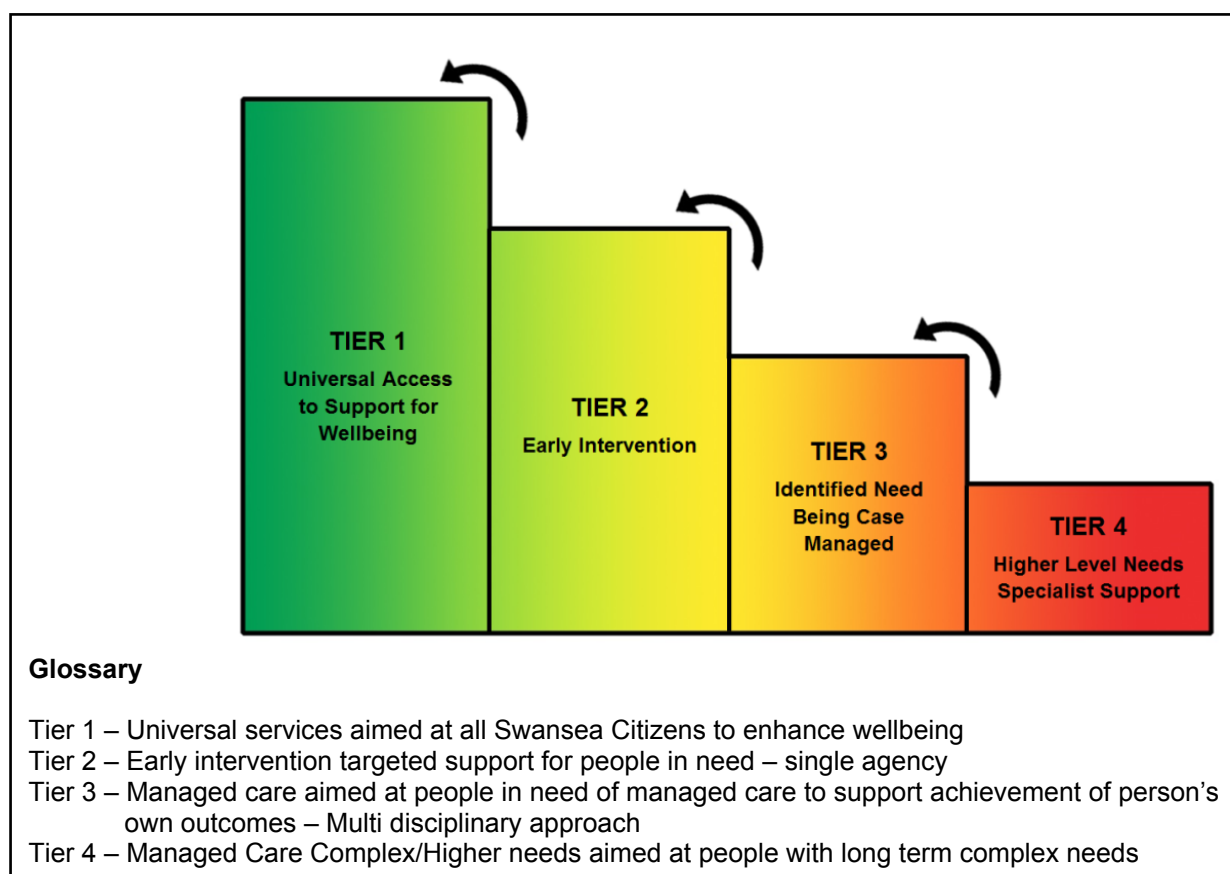 TIER 1
Universal Access
to Support for
Wellbeing
TIER 2
Early Intervention
TIER 3
Identified Need
Being Case
Managed
TIER 4
Higher Level Needs
Specialist Support
Glossary
Tier 1 – Universal services aimed at all Swansea Citizens to enhance wellbeing
Tier 2 – Early intervention targeted support for people in need – single agency
Tier 3 – Managed care aimed at people in need of managed care to support achievement of person’s
own outcomes – Multi disciplinary approach
Tier 4 – Managed Care Complex/Higher needs aimed at people with long term complex needs